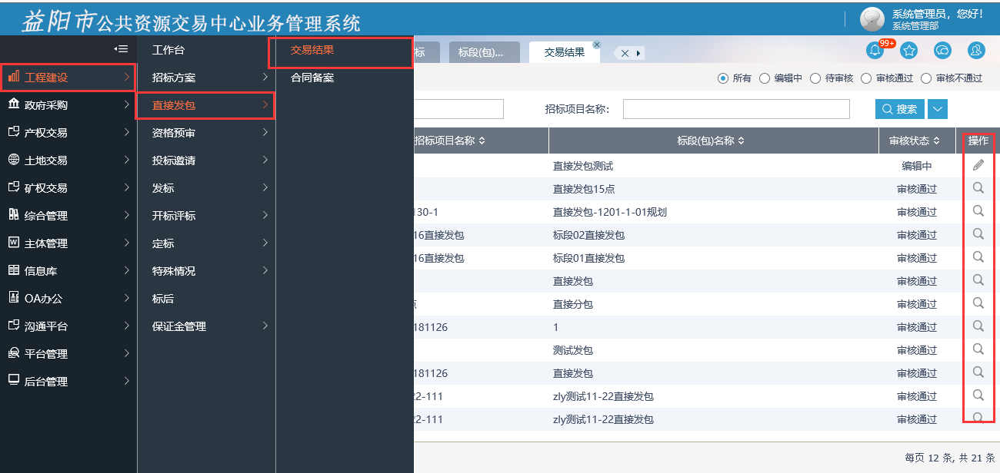 益阳市公共资源交易中心业务管理系统
系统管理员，您好！
系统管理部
工程建设
政府采购
产权交易
土地交易
矿权交易
综合管理
主体管理
信息库
OA办公
沟通平台
平台管理
后台管理
工作台
招标方案
直接发包
资格预审
投标邀请
发标
开标评标
定标
特殊情况
标后
保证金管理
交易结果
合同备案
标 标段(包)... 交易结果
99+
所有 编辑中 待审核 审核通过 审核不通过
招标项目名称： 搜索
招标项目名称 标段(包)名称 审核状态 操作
直接发包测试 编辑中
直接发包15点 审核通过
130-1 直接发包-1201-1-01规划 审核通过
16直接发包 标段02直接发包 审核通过
16直接发包 标段01直接发包 审核通过
直接发包 审核通过
直接分包 审核通过
181126 1 审核通过
测试发包 审核通过
181126 直接发包 审核通过
22-111 zly测试11-22直接发包 审核通过
22-111 zly测试11-22直接发包 审核通过
每页 12 条, 共 21 条